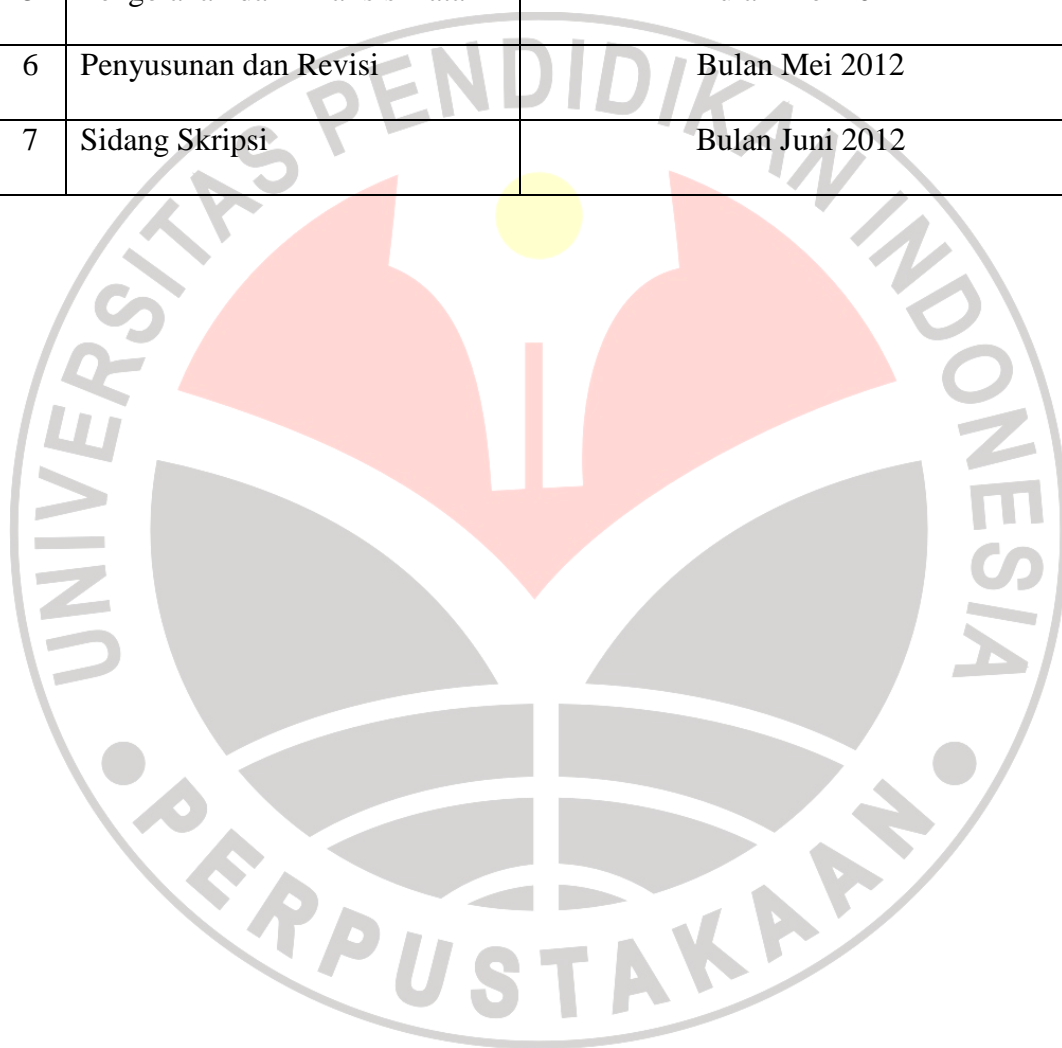 6 Penyusunan dan Revisi Bulan Mei 2012
7 Sidang Skripsi Bulan Juni 2012
UNIVERSITAS PENDIDIKAN INDONESIA
PERPUSTAKAAN